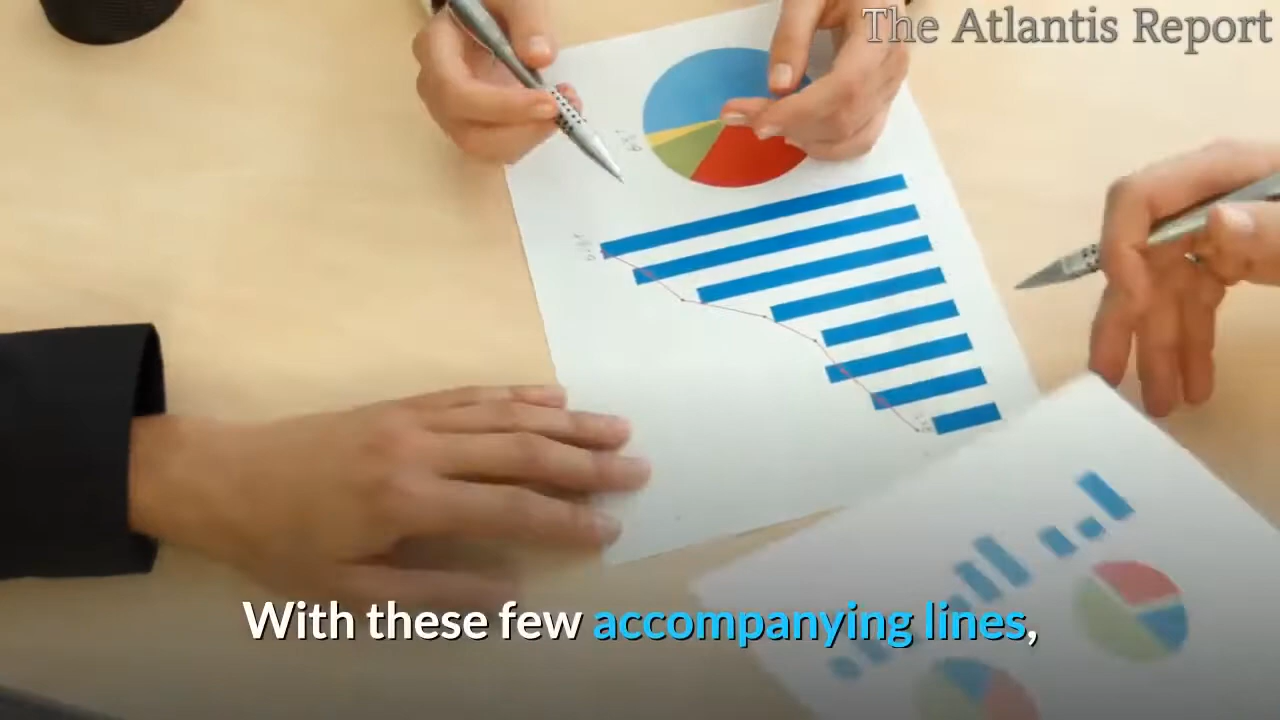 The Atlantis Report
With these few accompanying lines,